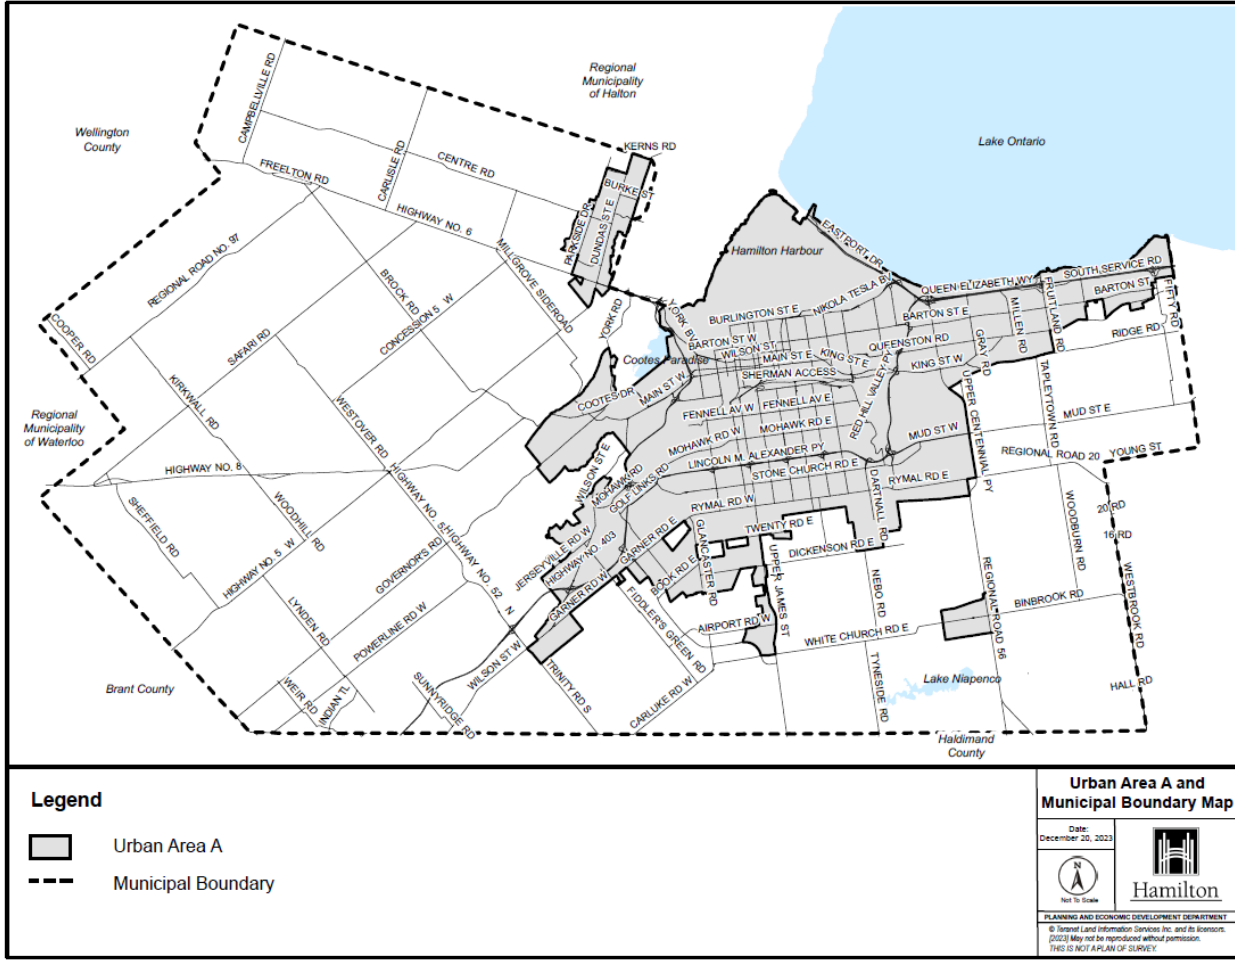 Regional
Municipality
of Halton
Wellington
County
Lake Ontario
CAMPBELLVILLE RD
KERNS RD
CENTRE RD
CARLISLE RD
FREELTON RD
BURKE ST
HIGHWAY NO. 6
PARKSIDE DR
DUNDAS ST E
EASTPORT DR
Hamilton Harbour
REGIONAL ROAD NO. 97
MILLGROVE SIDEROAD
BROCK RD
SOUTH SERVICE RD
QUEEN ELIZABETH WY
NIKOLA TESLA BV
FRUITLAND RD
BARTON ST
FIFTY RD
CONCESSION 5 W
YORK RD
YORK BV
BURLINGTON ST E
BARTON ST E
MILLEN RD
RIDGE RD
COOPER RD
SAFARI RD
BARTON ST W
WILSON ST
MAIN ST E
KING ST E
QUEENSTON RD
GRAY RD
Cootes Paradise
SHERMAN ACCESS
KING ST W
KIRKWALL RD
COOTES DR
MAIN ST W
RED HILL VALLEY PY
UPPER CENTENNIAL PY
TAPLEYTOWN RD
Regional
Municipality
of Waterloo
WESTOVER RD
FENNELL AV W
FENNELL AV E
MUD ST E
MOHAWK RD W
MOHAWK RD E
MUD ST W
HIGHWAY NO. 8
WILSON ST E
LINCOLN M. ALEXANDER PY
REGIONAL ROAD 20
YOUNG ST
MOHAWK RD
GOLF LINKS RD
STONE CHURCH RD E
SHEFFIELD RD
WOODHILL RD
HIGHWAY NO. 52
RYMAL RD W
DARTNALL RD
RYMAL RD E
WOODBURN RD
20 RD
HIGHWAY NO. 5 W
GOVERNOR'S RD
HIGHWAY NO. 52 N
JERSEYVILLE RD W
HIGHWAY NO. 403
GARNER RD E
GLANCASTER RD
TWENTY RD E
DICKENSON RD E
16 RD
LYNDEN RD
POWERLINE RD W
GARNER RD W
BOOK RD E
UPPER JAMES ST
NEBO RD
REGIONAL ROAD 56
BINBROOK RD
WESTBROOK RD
FIDDLER'S GREEN RD
AIRPORT RD W
WHITE CHURCH RD E
Brant County
WEIR RD
INDIAN TL
SUNNYRIDGE RD
WILSON ST W
TRINITY RD S
CARLUKE RD W
TYNESIDE RD
Lake Niapenco
HALL RD
Haldimand
County
Legend
Urban Area A
Municipal Boundary
Urban Area A and
Municipal Boundary Map
Date:
December 20, 2023
N
Not To Scale
Hamilton
PLANNING AND ECONOMIC DEVELOPMENT DEPARTMENT
© Teranet Land Information Services Inc. and its licensors.
[2023] May not be reproduced without permission.
THIS IS NOT A PLAN OF SURVEY.